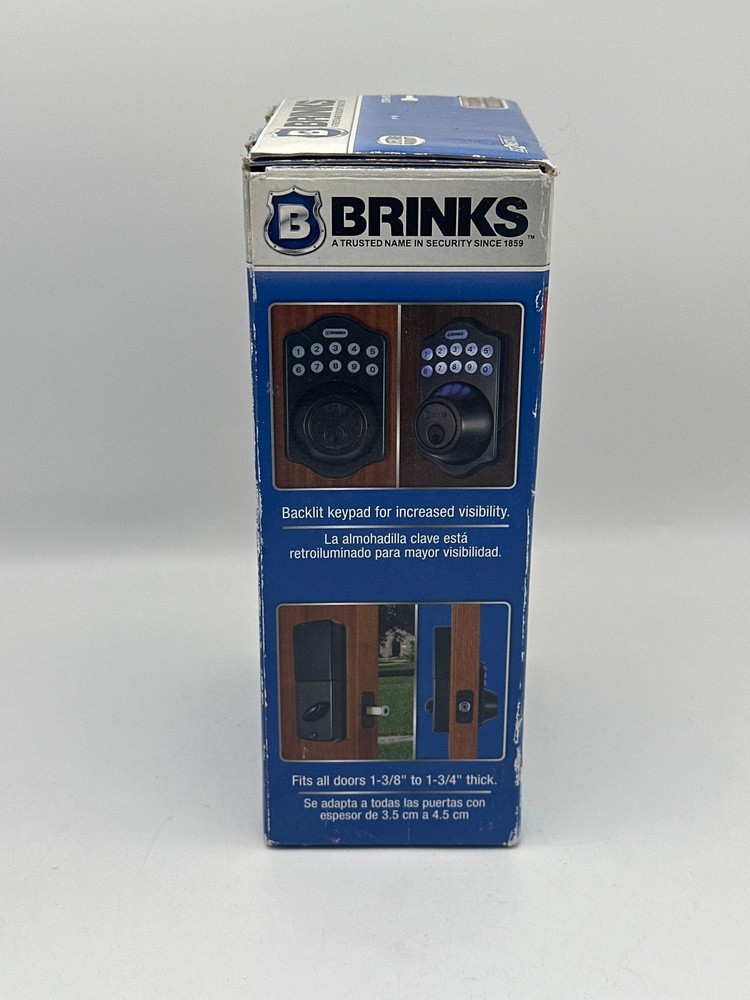 BRINKS
B BRINKS
A TRUSTED NAME IN SECURITY SINCE 1859 ™
BRINKS
1 2 3 4 5
6 7 8 9 0
BRINKS
1 2 3 4 5
6 7 8 9 0
Backlit keypad for increased visibility.
La almohadilla clave está
retroiluminado para mayor visibilidad.
Fits all doors 1-3/8" to 1-3/4" thick.
Se adapta a todas las puertas con
espesor de 3.5 cm a 4.5 cm